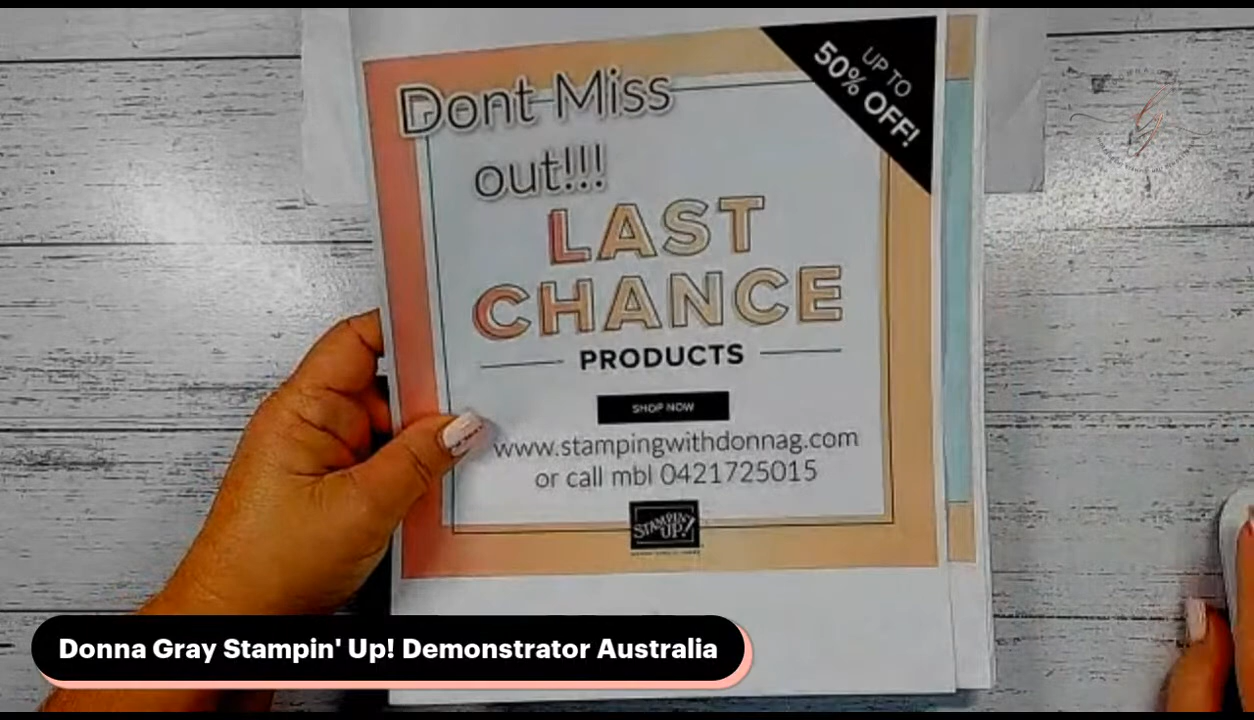 UP TO
50% OFF!
Dont Miss
out!!!
LAST
CHANCE
PRODUCTS
SHOP NOW
www.stampingwithdonnag.com
or call mbl 0421725015
STAMPIN'
UP!
Donna Gray Stampin' Up! Demonstrator Australia